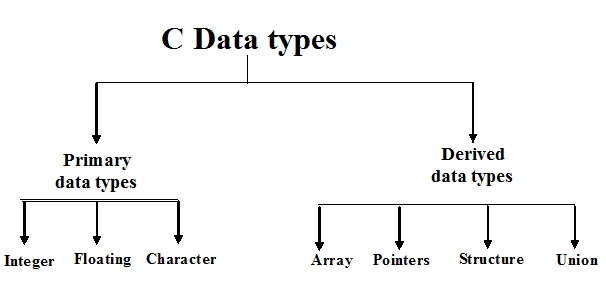 C Data types
Primary
data types
Derived
data types
Integer
Floating
Character
Array
Pointers
Structure
Union